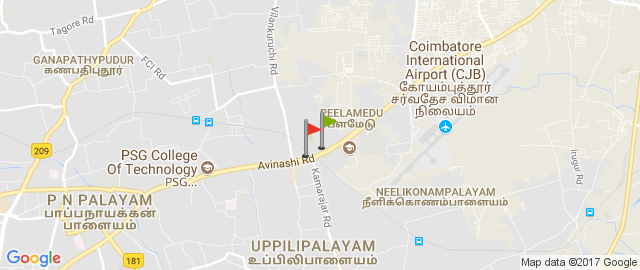 Tagore Rd
Vilankuruchi Rd
GANAPATHYPUDUR
கணபதிபுதூர்
FCI Rd
Coimbatore
International
Airport (CJB)
கோயம்புத்தூர்
சர்வதேச விமான
நிலையம்
PEELAMEDU
பீளமேடு
209
PSG College
Of Technology
PSG...
Avinashi Rd
Kamarajar Rd
Irugur Rd
NEELIKONAMPALAYAM
நீளிக்கொணம்பாளையம்
P N PALAYAM
பாப்பநாயக்கன்
பாளையம்
UPPILIPALAYAM
உப்பிலிபாளையம்
181
Google
Map data ©2017 Google